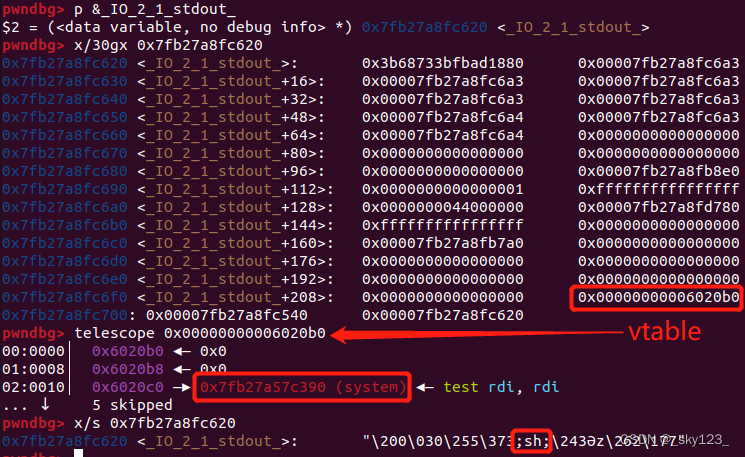 pwndbg> p &_IO_2_1_stdout_
$2 = (<data variable, no debug info> *) 0x7fb27a8fc620 <_IO_2_1_stdout_>
pwndbg> x/30gx 0x7fb27a8fc620
0x7fb27a8fc620 <_IO_2_1_stdout_>: 0x3b68733bfbad1880 0x00007fb27a8fc6a3
0x7fb27a8fc630 <_IO_2_1_stdout_+16>: 0x00007fb27a8fc6a3 0x00007fb27a8fc6a3
0x7fb27a8fc640 <_IO_2_1_stdout_+32>: 0x00007fb27a8fc6a3 0x00007fb27a8fc6a3
0x7fb27a8fc650 <_IO_2_1_stdout_+48>: 0x00007fb27a8fc6a4 0x00007fb27a8fc6a3
0x7fb27a8fc660 <_IO_2_1_stdout_+64>: 0x00007fb27a8fc6a4 0x0000000000000000
0x7fb27a8fc670 <_IO_2_1_stdout_+80>: 0x0000000000000000 0x0000000000000000
0x7fb27a8fc680 <_IO_2_1_stdout_+96>: 0x0000000000000000 0x00007fb27a8fb8e0
0x7fb27a8fc690 <_IO_2_1_stdout_+112>: 0x0000000000000001 0xffffffffffffffff
0x7fb27a8fc6a0 <_IO_2_1_stdout_+128>: 0x0000000044000000 0x00007fb27a8fd780
0x7fb27a8fc6b0 <_IO_2_1_stdout_+144>: 0xffffffffffffffff 0x0000000000000000
0x7fb27a8fc6c0 <_IO_2_1_stdout_+160>: 0x00007fb27a8fb7a0 0x0000000000000000
0x7fb27a8fc6d0 <_IO_2_1_stdout_+176>: 0x0000000000000000 0x0000000000000000
0x7fb27a8fc6e0 <_IO_2_1_stdout_+192>: 0x0000000000000000 0x0000000000000000
0x7fb27a8fc6f0 <_IO_2_1_stdout_+208>: 0x0000000000000000 0x00000000006020b0
0x7fb27a8fc700: 0x00007fb27a8fc540 0x00007fb27a8fc620
pwndbg> telescope 0x00000000006020b0
vtable
00:0000│ 0x6020b0 ◂— 0x0
01:0008│ 0x6020b8 ◂— 0x0
02:0010│ 0x6020c0 —▸ 0x7fb27a57c390 (system) ◂— test rdi, rdi
... ↓ 5 skipped
pwndbg> x/s 0x7fb27a8fc620
0x7fb27a8fc620 <_IO_2_1_stdout_>: "\200\030\255\373;sh;\243Əz\262\177"
CSDN @_sky123_